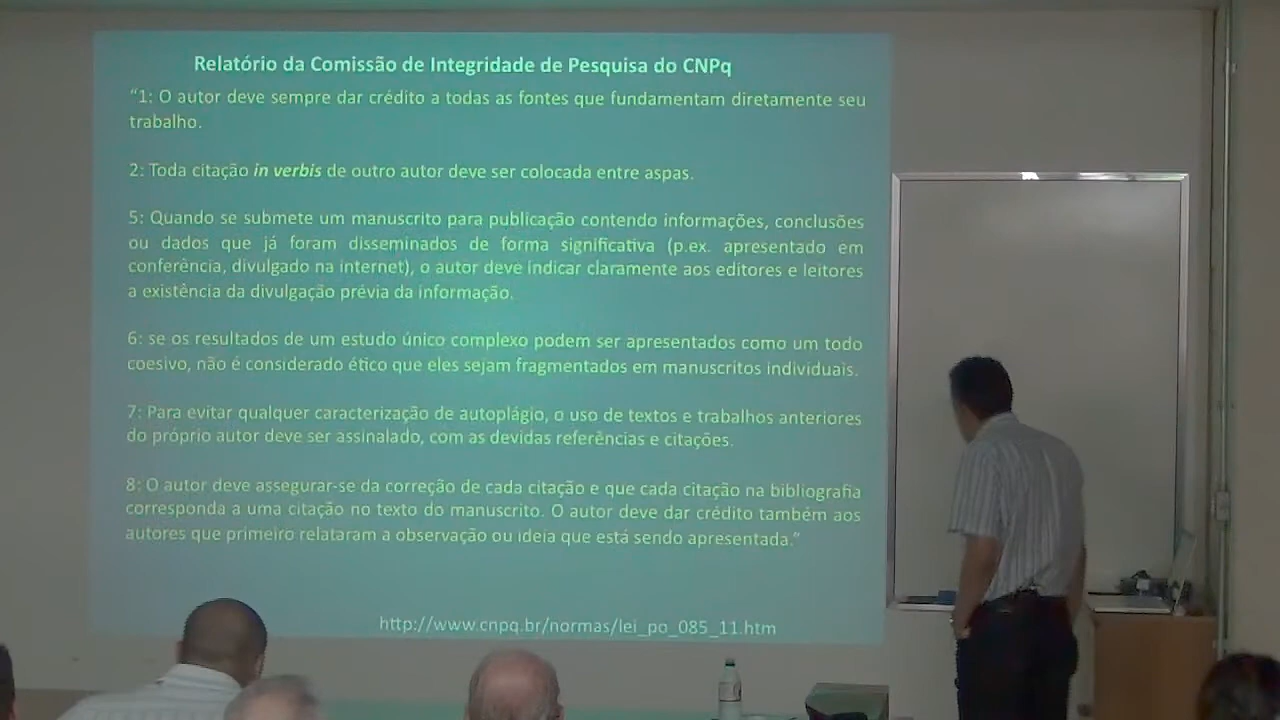 Relatório da Comissão de Integridade de Pesquisa do CNPq
“1: O autor deve sempre dar crédito a todas as fontes que fundamentam diretamente seu
trabalho.
2: Toda citação in verbis de outro autor deve ser colocada entre aspas.
5: Quando se submete um manuscrito para publicação contendo informações, conclusões
ou dados que já foram disseminados de forma significativa (p.ex. apresentado em
conferência, divulgado na internet), o autor deve indicar claramente aos editores e leitores
a existência da divulgação prévia da informação.
6: se os resultados de um estudo único complexo podem ser apresentados como um todo
coesivo, não é considerado ético que eles sejam fragmentados em manuscritos individuais.
7: Para evitar qualquer caracterização de autoplágio, o uso de textos e trabalhos anteriores
do próprio autor deve ser assinalado, com as devidas referências e citações.
8: O autor deve assegurar-se da correção de cada citação e que cada citação na bibliografia
corresponda a uma citação no texto do manuscrito. O autor deve dar crédito também aos
autores que primeiro relataram a observação ou ideia que está sendo apresentada.”
http://www.cnpq.br/normas/lei_po_085_11.htm